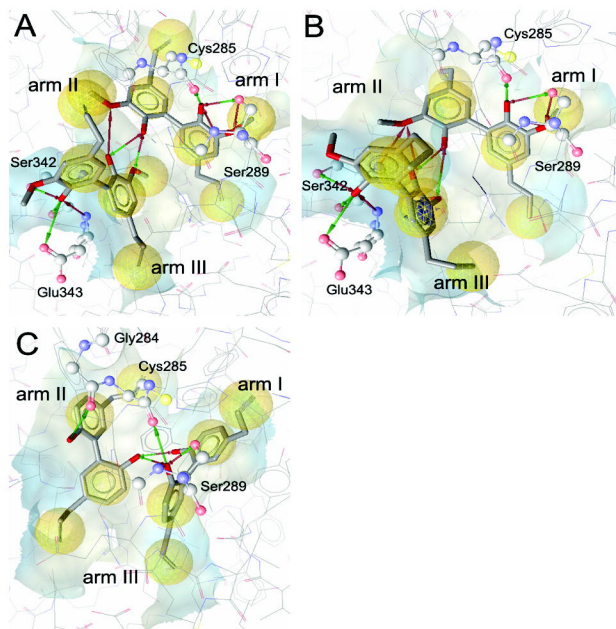 A
Cys285
arm II
arm I
Ser342
Ser289
arm III
Glu343
B
Cys285
arm II
arm I
Ser342
Ser289
arm III
Glu343
C
Gly284
Cys285
arm II
arm I
Ser289
arm III